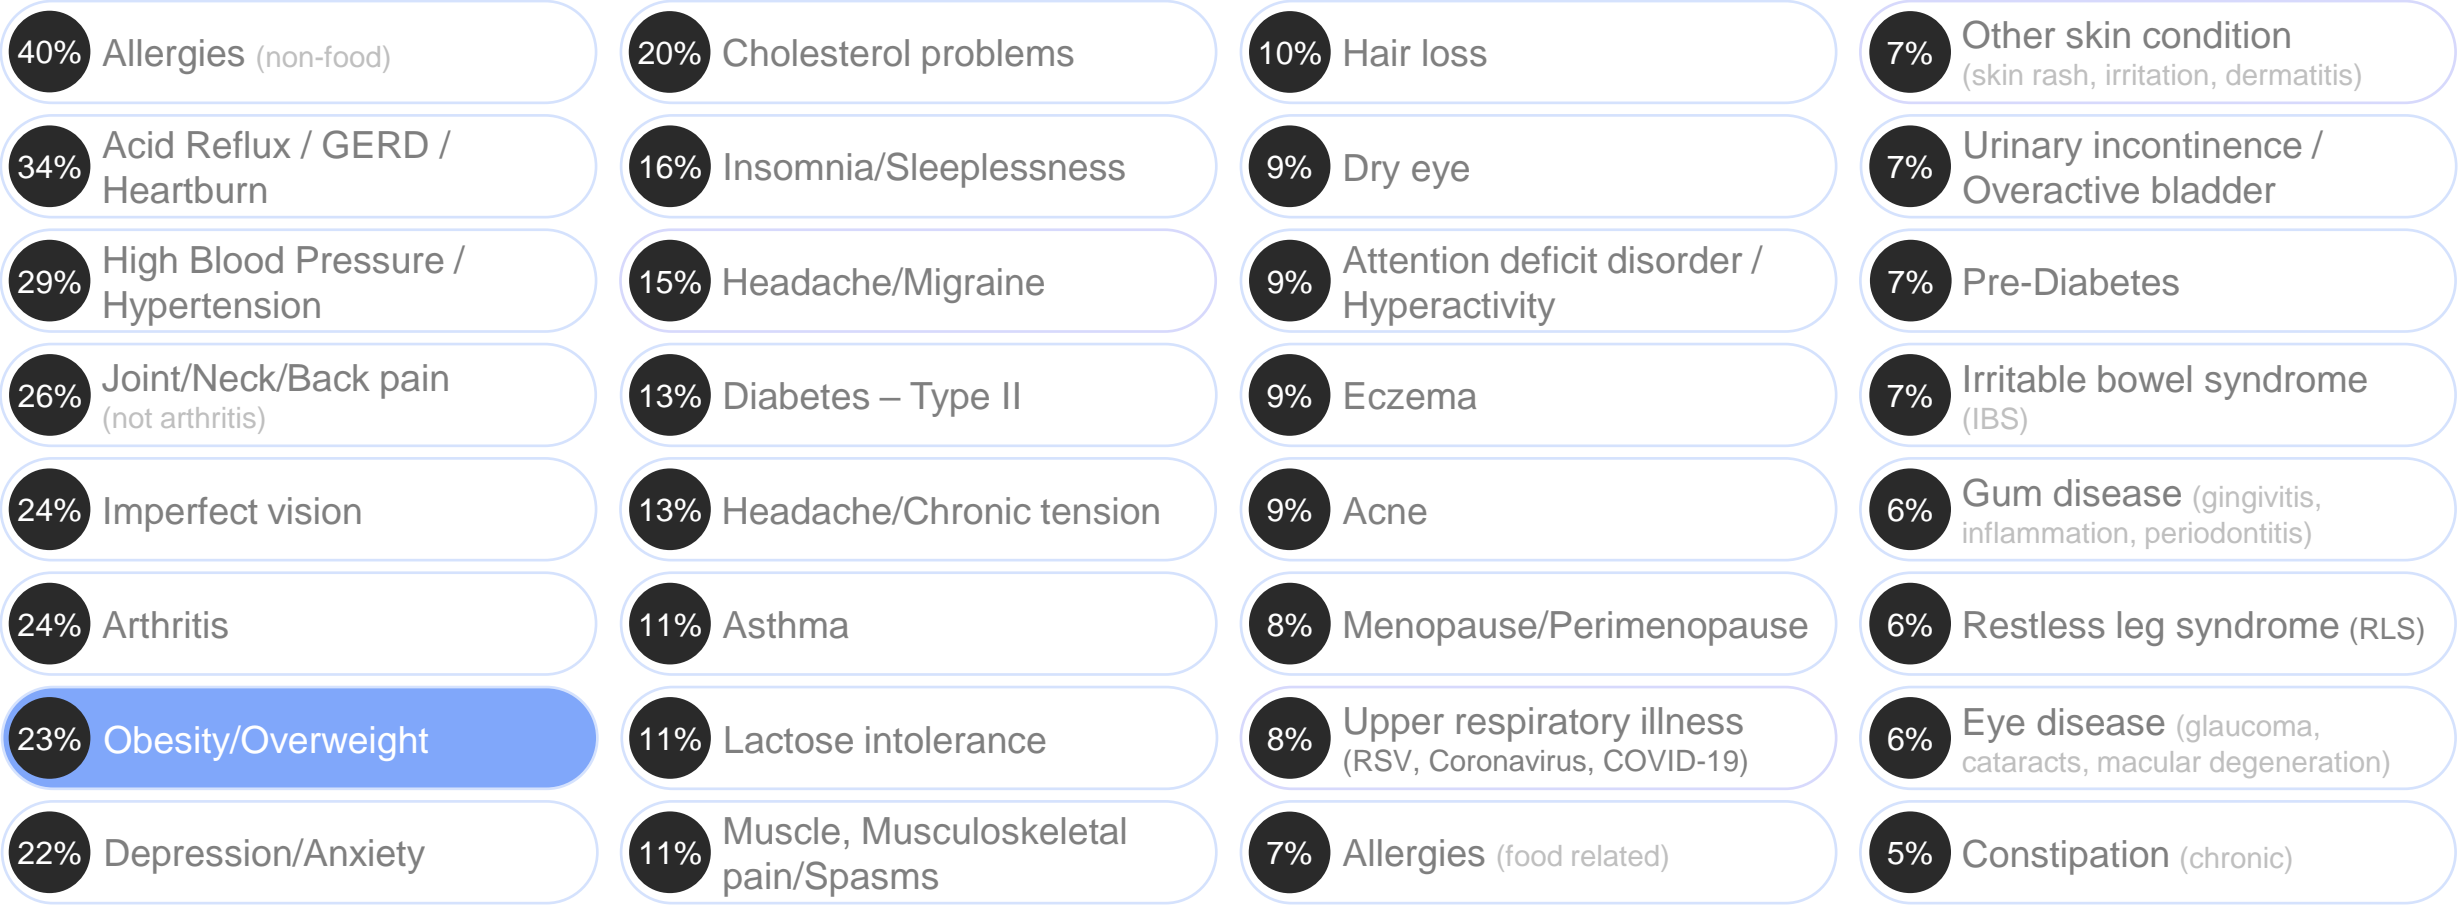 40% Allergies (non-food)
34% Acid Reflux / GERD /
Heartburn
29% High Blood Pressure /
Hypertension
26% Joint/Neck/Back pain
(not arthritis)
24% Imperfect vision
24% Arthritis
23% Obesity/Overweight
22% Depression/Anxiety
20% Cholesterol problems
16% Insomnia/Sleeplessness
15% Headache/Migraine
13% Diabetes – Type II
13% Headache/Chronic tension
11% Asthma
11% Lactose intolerance
11% Muscle, Musculoskeletal
pain/Spasms
10% Hair loss
9% Dry eye
9% Attention deficit disorder /
Hyperactivity
9% Eczema
9% Acne
8% Menopause/Perimenopause
8% Upper respiratory illness
(RSV, Coronavirus, COVID-19)
7% Allergies (food related)
7% Other skin condition
(skin rash, irritation, dermatitis)
7% Urinary incontinence /
Overactive bladder
7% Pre-Diabetes
7% Irritable bowel syndrome
(IBS)
6% Gum disease (gingivitis,
inflammation, periodontitis)
6% Restless leg syndrome (RLS)
6% Eye disease (glaucoma,
cataracts, macular degeneration)
5% Constipation (chronic)